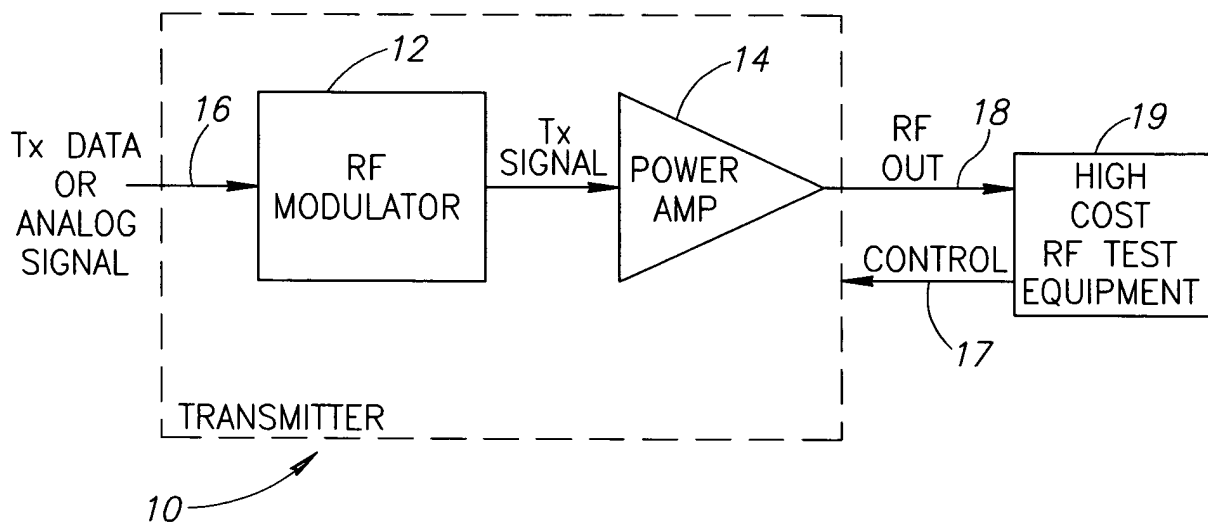 12
14
16
Tx DATA
OR
ANALOG
SIGNAL
RF
MODULATOR
Tx
SIGNAL
POWER
AMP
RF
OUT
18
19
HIGH
COST
RF TEST
EQUIPMENT
CONTROL
17
TRANSMITTER
10